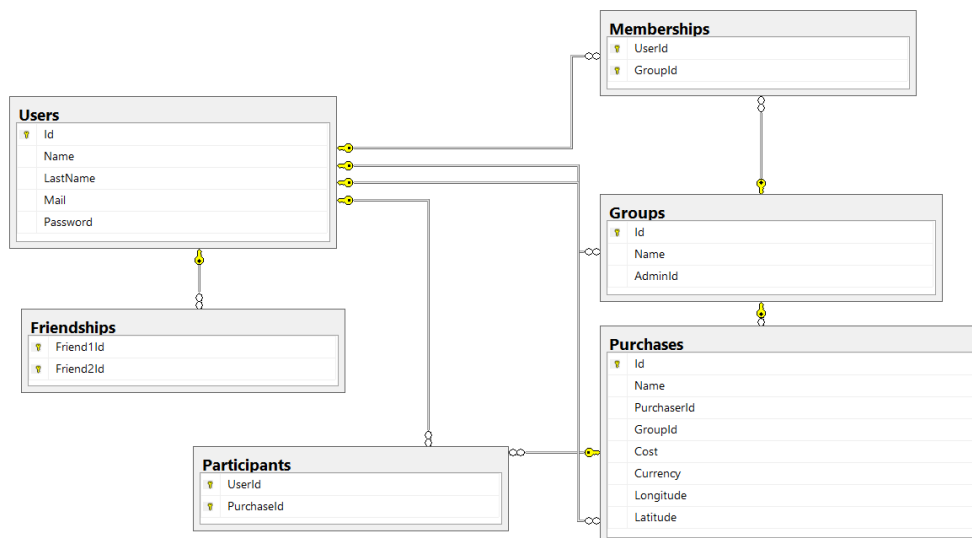 Memberships
UserId
GroupId
Users
Id
Name
LastName
Mail
Password
Groups
Id
Name
AdminId
Friendships
Friend1Id
Friend2Id
Purchases
Id
Name
PurchaserId
GroupId
Cost
Currency
Longitude
Latitude
Participants
UserId
PurchaseId